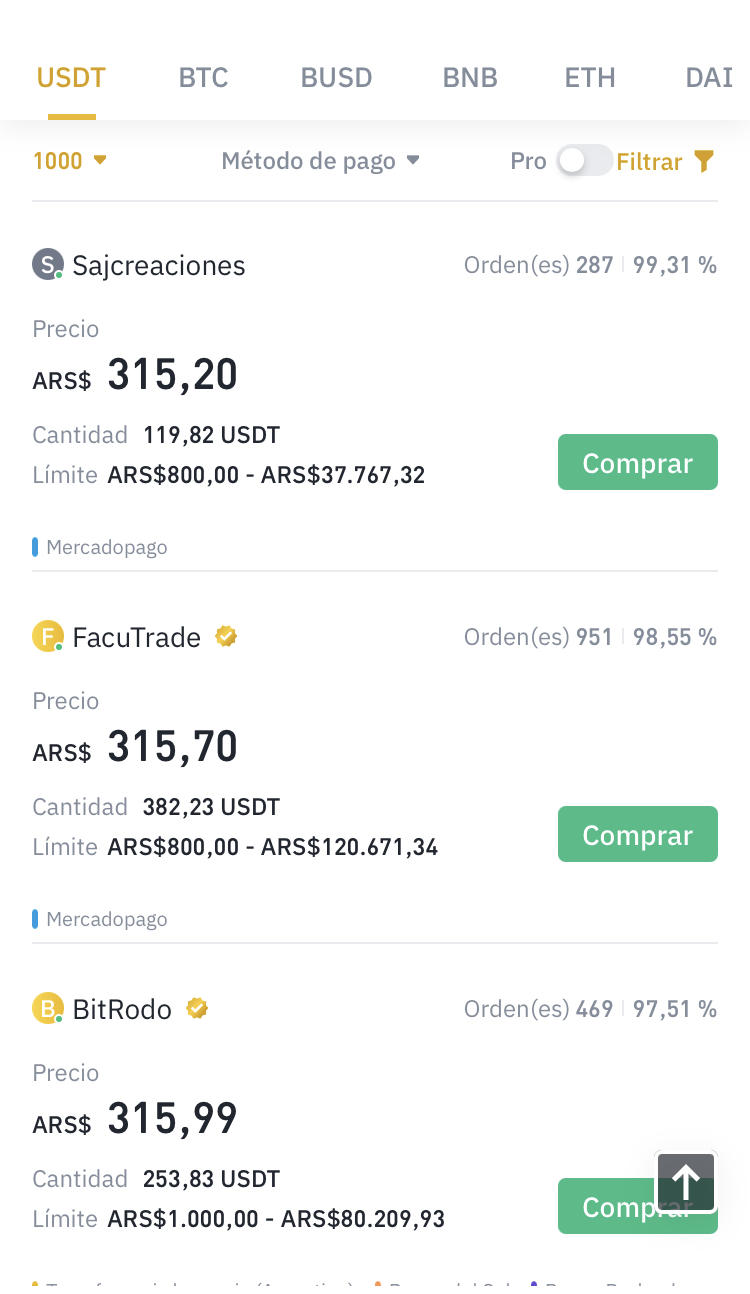 USDT BTC BUSD BNB ETH DAI
1000 Método de pago Pro Filtrar
S Sajcreaciones Orden(es) 287 99,31 %
Precio
ARS$ 315,20
Cantidad 119,82 USDT
Límite ARS$800,00 - ARS$37.767,32
Comprar
Mercadopago
F FacuTrade Orden(es) 951 98,55 %
Precio
ARS$ 315,70
Cantidad 382,23 USDT
Límite ARS$800,00 - ARS$120.671,34
Comprar
Mercadopago
B BitRodo Orden(es) 469 97,51 %
Precio
ARS$ 315,99
Cantidad 253,83 USDT
Límite ARS$1.000,00 - ARS$80.209,93
Comprar